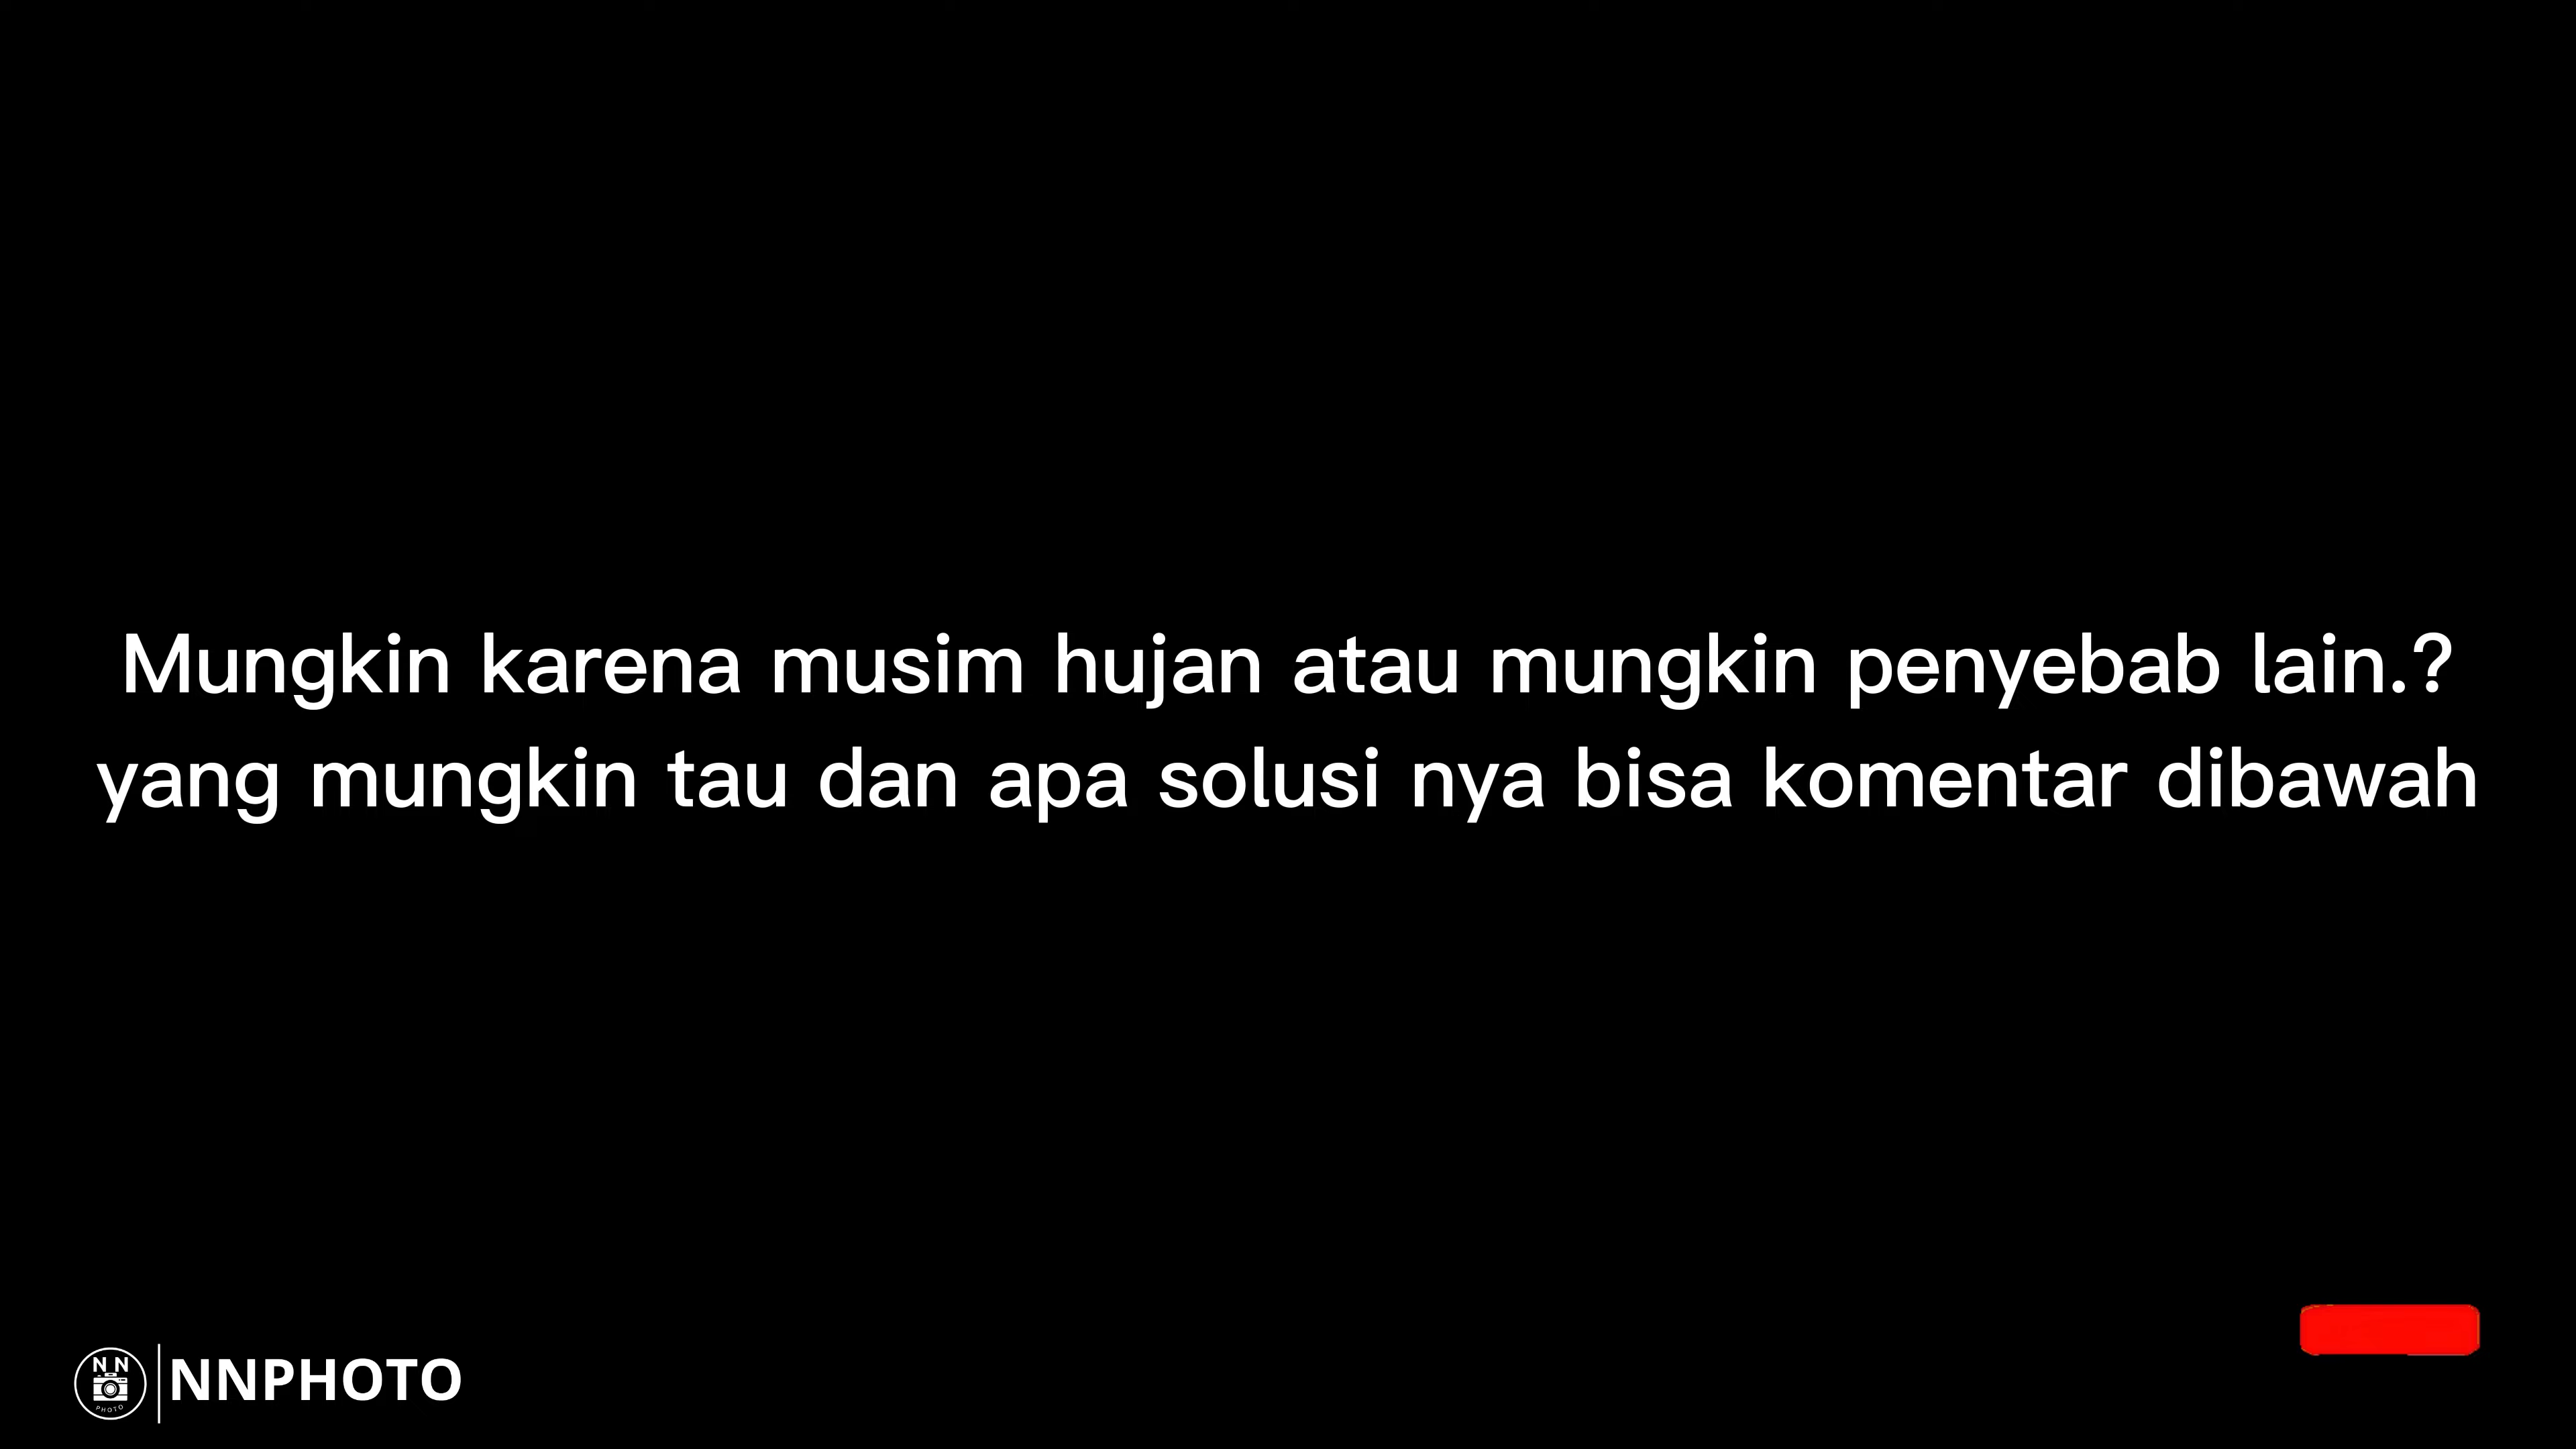 Mungkin karena musim hujan atau mungkin penyebab lain.?
yang mungkin tau dan apa solusi nya bisa komentar dibawah
N N
PHOTO
NNPHOTO